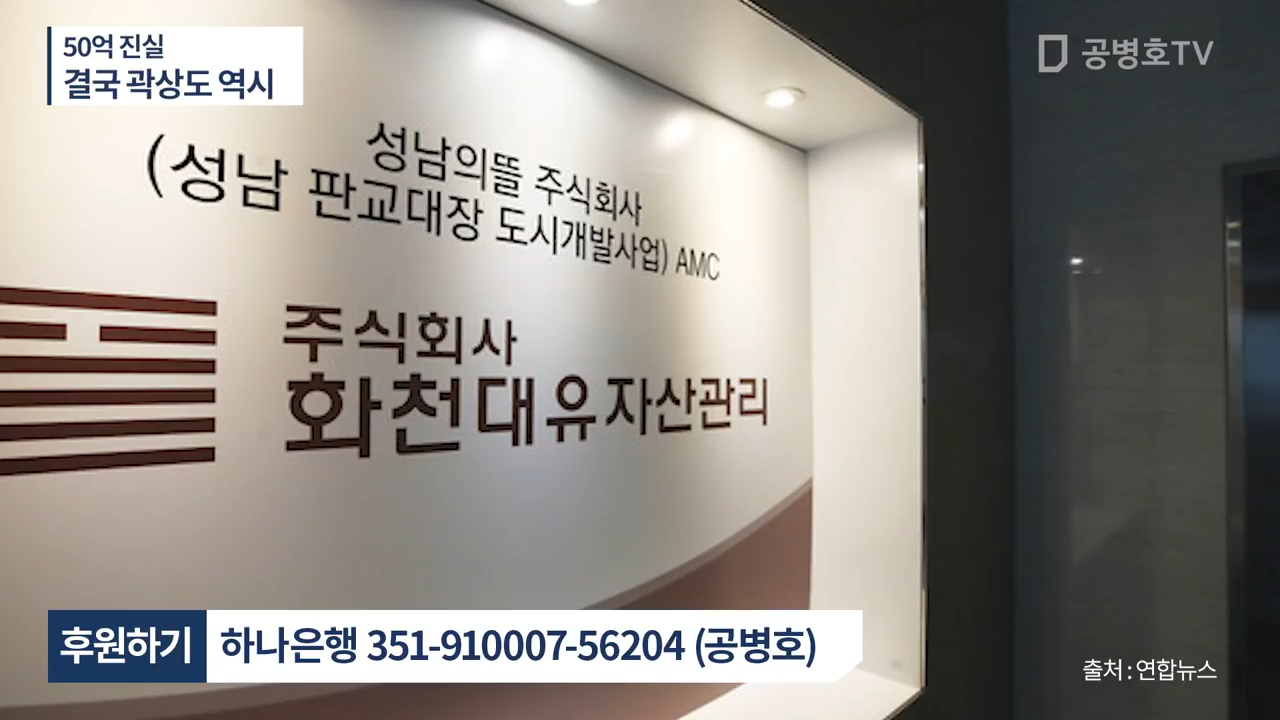 50억 진실
결국 곽상도 역시
공병호TV
성남의뜰 주식회사
(성남 판교대장 도시개발사업) AMC
주식회사
화천대유자산관리
후원하기
하나은행 351-910007-56204 (공병호)
출처 : 연합뉴스